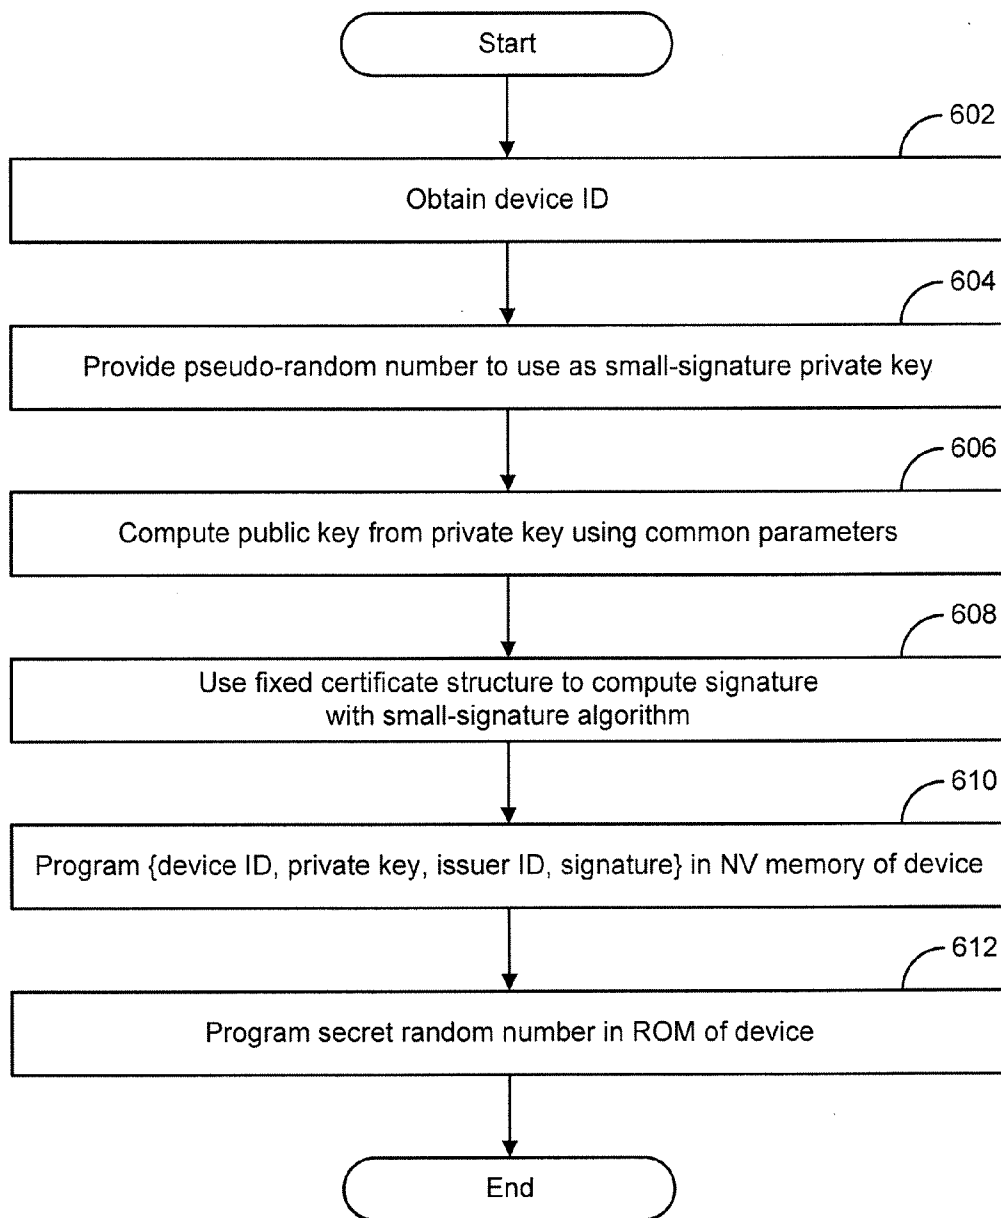 Start
602
Obtain device ID
604
Provide pseudo-random number to use as small-signature private key
606
Compute public key from private key using common parameters
608
Use fixed certificate structure to compute signature
with small-signature algorithm
610
Program {device ID, private key, issuer ID, signature} in NV memory of device
612
Program secret random number in ROM of device
End